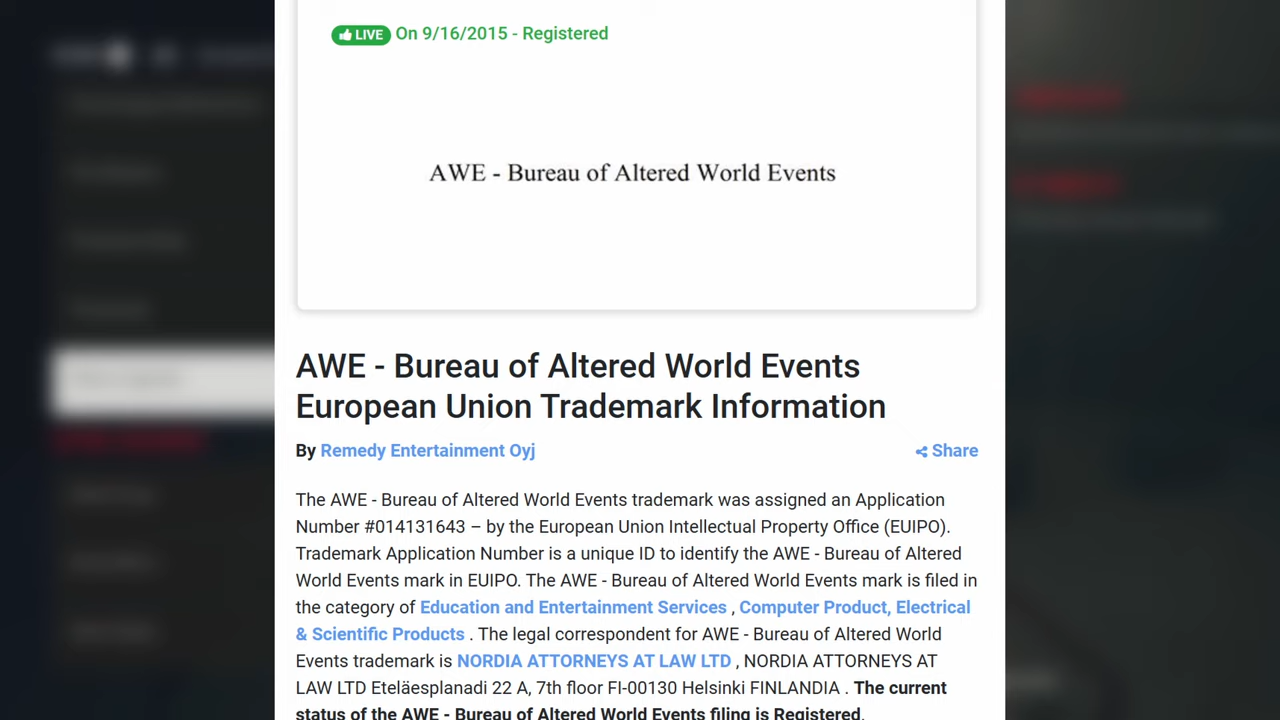 LIVE On 9/16/2015 - Registered
AWE - Bureau of Altered World Events
AWE - Bureau of Altered World Events
European Union Trademark Information
By Remedy Entertainment Oyj
Share
The AWE - Bureau of Altered World Events trademark was assigned an Application
Number #014131643 – by the European Union Intellectual Property Office (EUIPO).
Trademark Application Number is a unique ID to identify the AWE - Bureau of Altered
World Events mark in EUIPO. The AWE - Bureau of Altered World Events mark is filed in
the category of Education and Entertainment Services , Computer Product, Electrical
& Scientific Products . The legal correspondent for AWE - Bureau of Altered World
Events trademark is NORDIA ATTORNEYS AT LAW LTD , NORDIA ATTORNEYS AT
LAW LTD Eteläesplanadi 22 A, 7th floor FI-00130 Helsinki FINLANDIA . The current
status of the AWE - Bureau of Altered World Events filing is Registered.